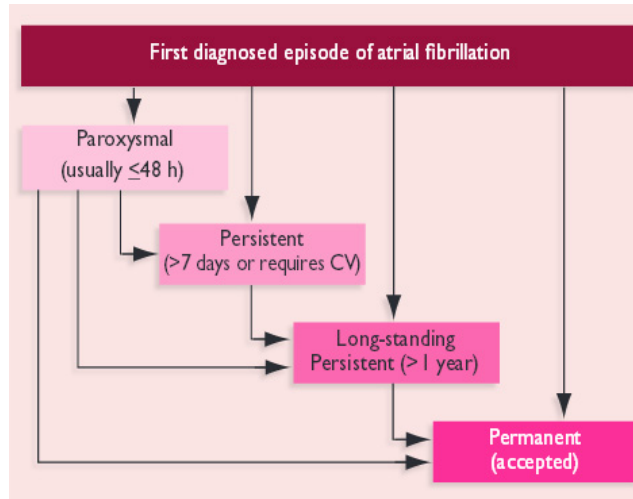 First diagnosed episode of atrial fibrillation
Paroxysmal
(usually ≤48 h)
Persistent
(>7 days or requires CV)
Long-standing
Persistent (>1 year)
Permanent
(accepted)